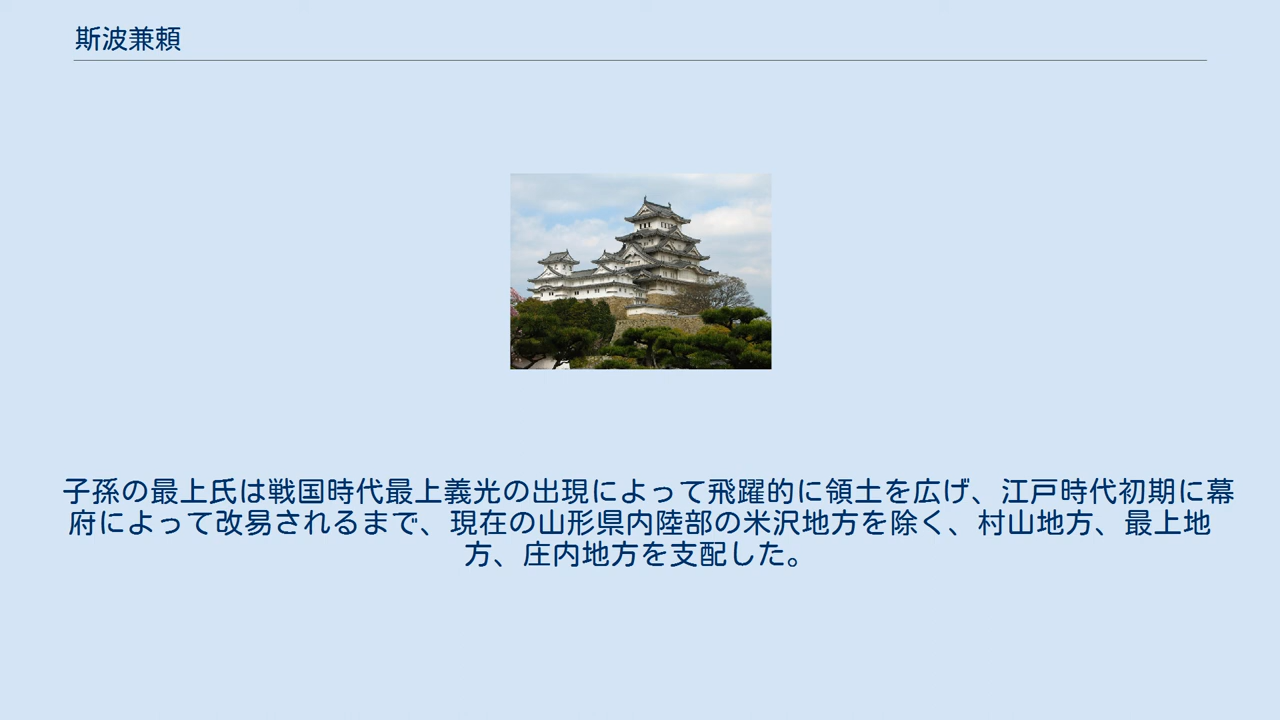 斯波兼頼
子孫の最上氏は戦国時代最上義光の出現によって飛躍的に領土を広げ、江戸時代初期に幕
府によって改易されるまで、現在の山形県内陸部の米沢地方を除く、村山地方、最上地
方、庄内地方を支配した。